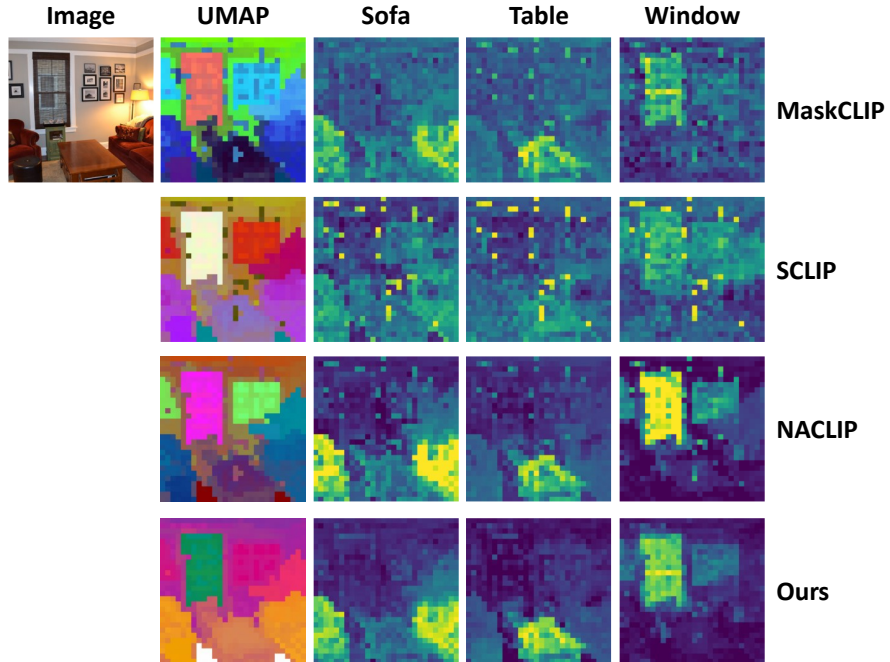 Image UMAP Sofa Table Window
MaskCLIP
SCLIP
NACLIP
Ours